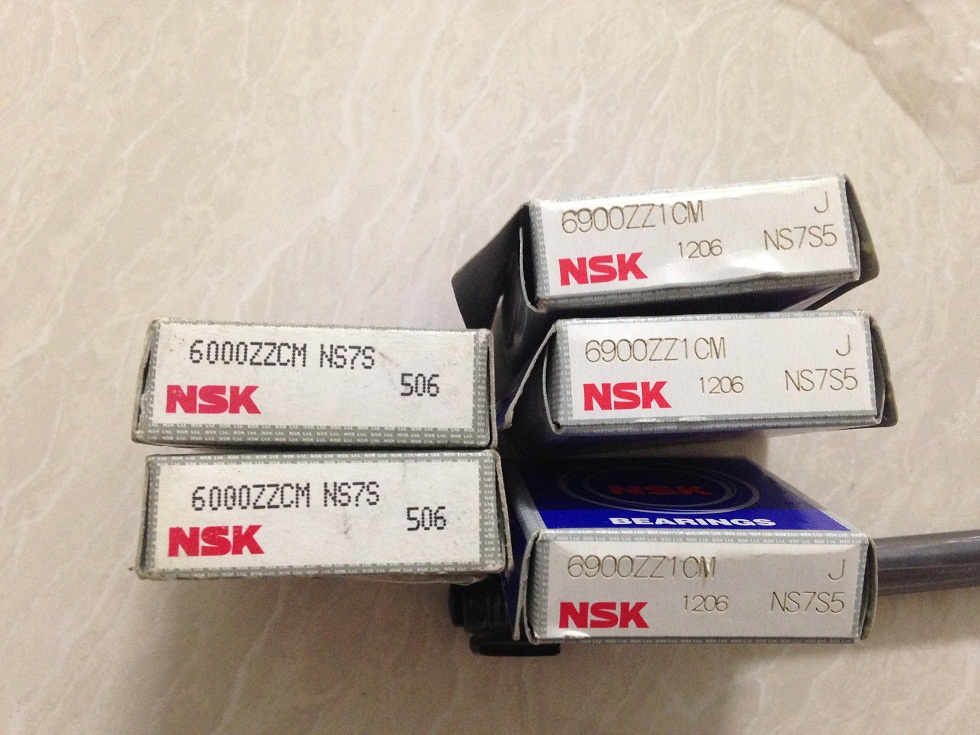 6000ZZCM NS7S
506
NSK
6000ZZCM NS7S
506
NSK
6900ZZ1CM J
1206 NS7S5
NSK
6900ZZ1CM J
1206 NS7S5
NSK
NSK
BEARINGS
6900ZZ1CM J
1206 NS7S5
NSK